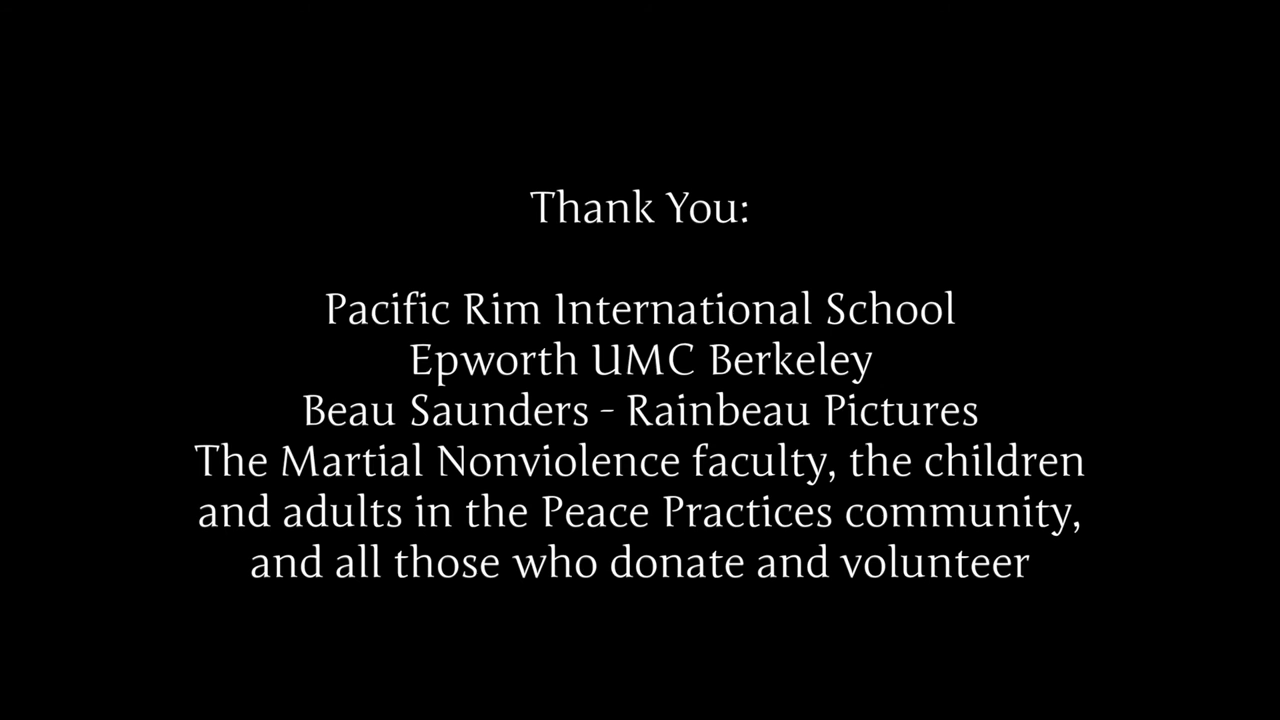 Thank You:
Pacific Rim International School
Epworth UMC Berkeley
Beau Saunders - Rainbeau Pictures
The Martial Nonviolence faculty, the children
and adults in the Peace Practices community,
and all those who donate and volunteer